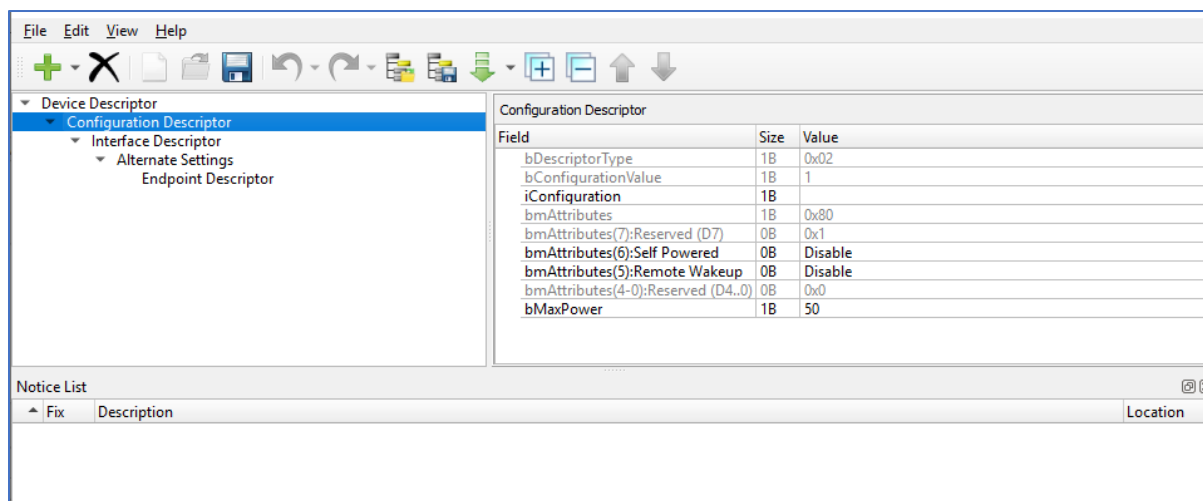 File Edit View Help
Device Descriptor
Configuration Descriptor
Interface Descriptor
Alternate Settings
Endpoint Descriptor
Configuration Descriptor
Field Size Value
bDescriptorType 1B 0x02
bConfigurationValue 1B 1
iConfiguration 1B
bmAttributes 1B 0x80
bmAttributes(7):Reserved (D7) 0B 0x1
bmAttributes(6):Self Powered 0B Disable
bmAttributes(5):Remote Wakeup 0B Disable
bmAttributes(4-0):Reserved (D4..0) 0B 0x0
bMaxPower 1B 50
Notice List
Fix Description Location